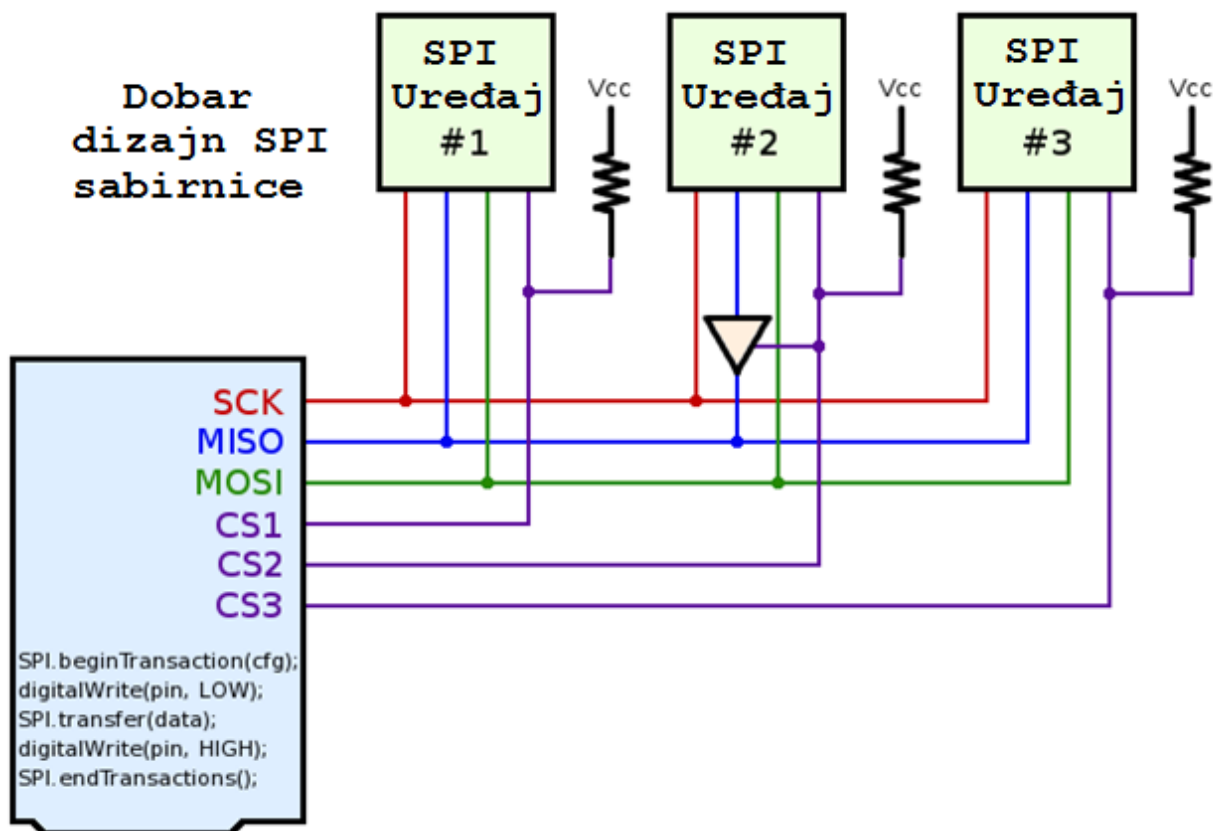 Dobar
dizajn SPI
sabirnice
SPI
Uređaj
#1
Vcc
SPI
Uređaj
#2
Vcc
SPI
Uređaj
#3
Vcc
SCK
MISO
MOSI
CS1
CS2
CS3
SPI.beginTransaction(cfg);
digitalWrite(pin, LOW);
SPI.transfer(data);
digitalWrite(pin, HIGH);
SPI.endTransactions();